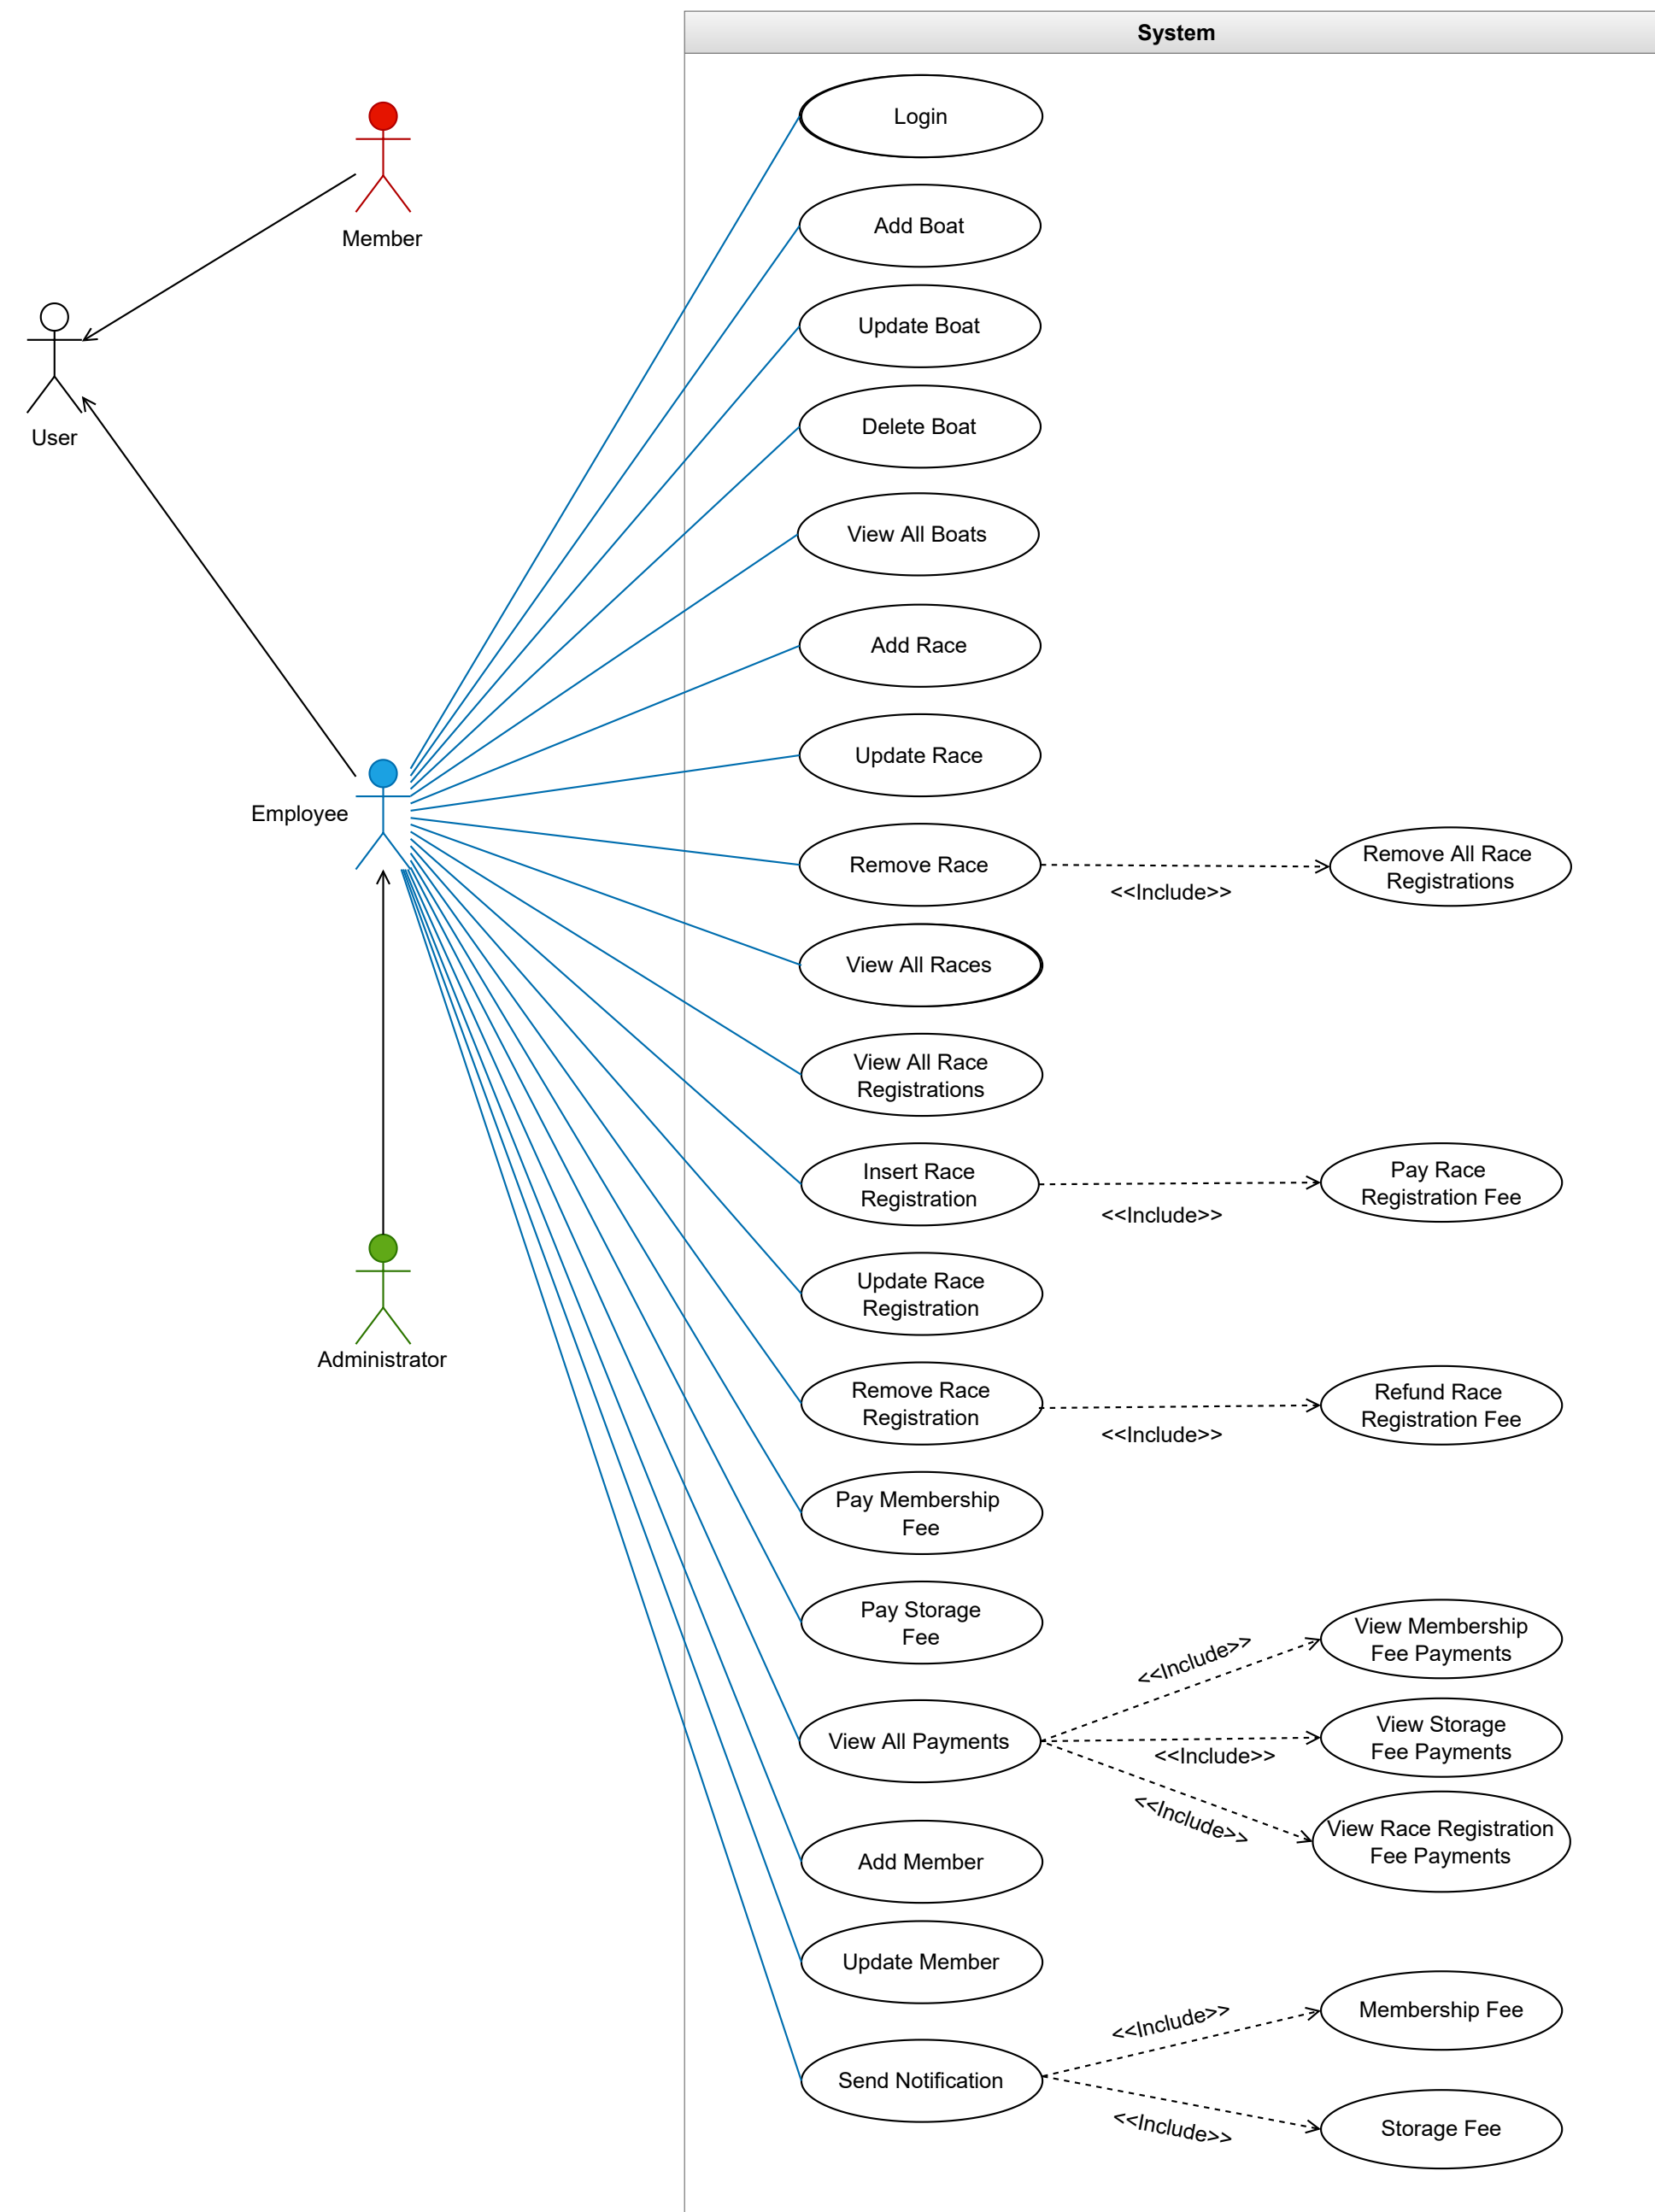 System
Login
Member
Add Boat
Update Boat
User
Delete Boat
View All Boats
Add Race
Update Race
Employee
Remove Race
<<Include>>
Remove All Race
Registrations
View All Races
View All Race
Registrations
Insert Race
Registration
<<Include>>
Pay Race
Registration Fee
Update Race
Registration
Administrator
Remove Race
Registration
<<Include>>
Refund Race
Registration Fee
Pay Membership
Fee
Pay Storage
Fee
View All Payments
<<Include>>
View Membership
Fee Payments
<<Include>>
View Storage
Fee Payments
<<Include>>
View Race Registration
Fee Payments
Add Member
Update Member
Send Notification
<<Include>>
Membership Fee
<<Include>>
Storage Fee